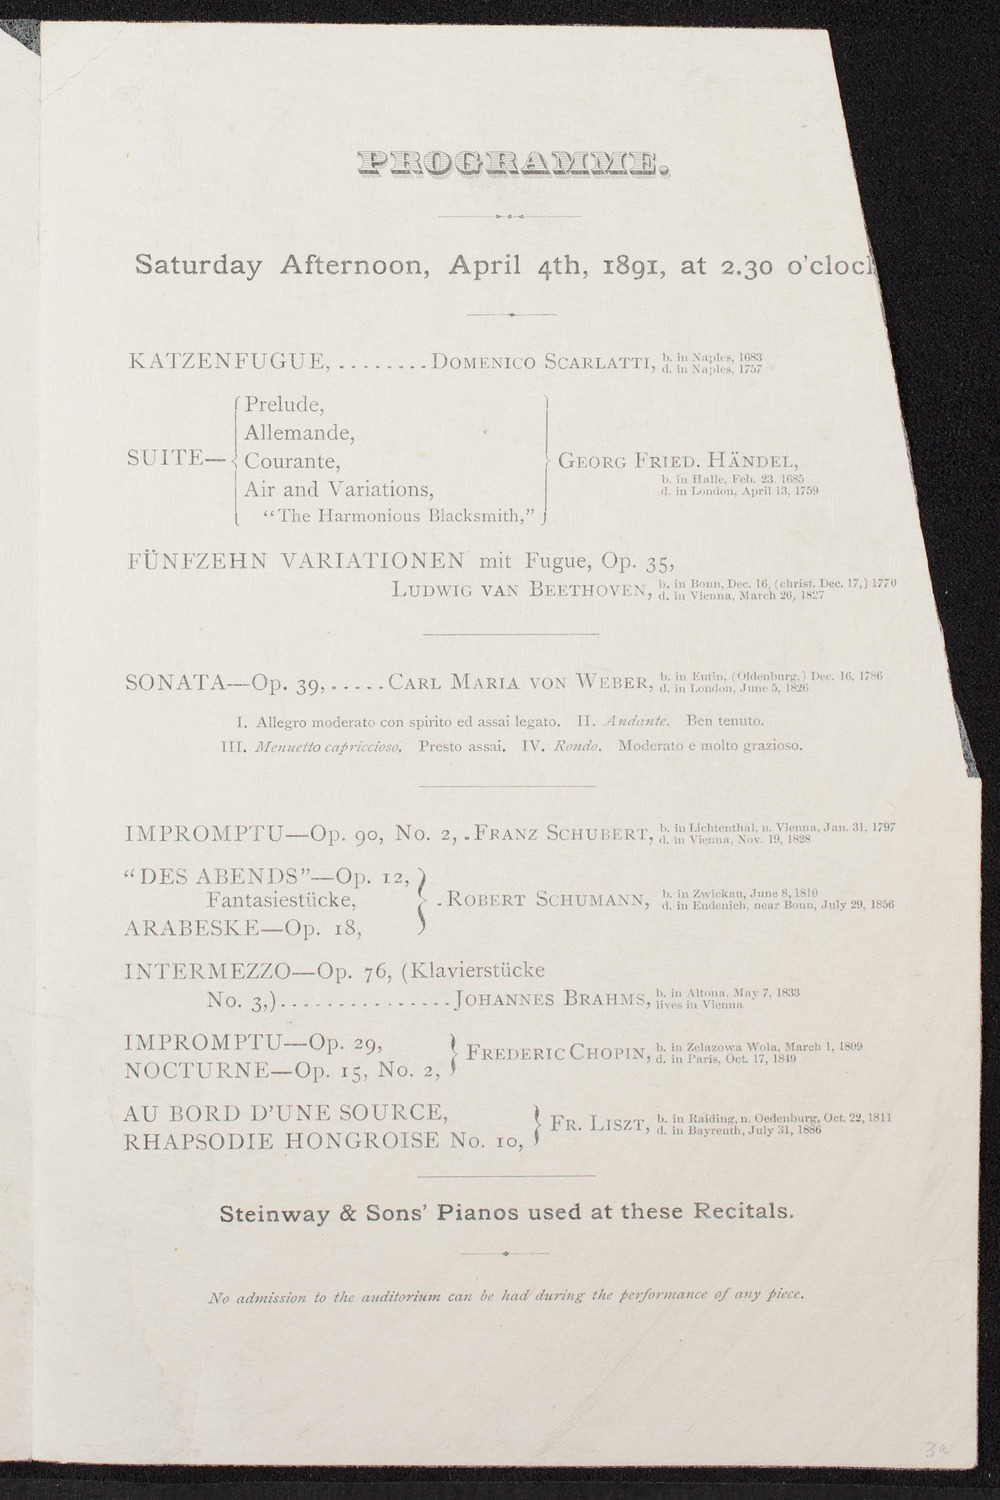 PROGRAMME.
Saturday Afternoon, April 4th, 1891, at 2.30 o'cloc
KATZENFUGUE, ........ DOMENICO SCARLATTI, b. in Naples, 1683
d. in Naples, 1757
SUITE—
Prelude,
Allemande,
Courante,
Air and Variations,
“The Harmonious Blacksmith,”
GEORG FRIED. HÄNDEL,
b. in Halle, Feb. 23. 1685
d. in London, April 13, 1759
FÜNFZEHN VARIATIONEN mit Fugue, Op. 35,
LUDWIG VAN BEETHOVEN, b. in Bonn, Dec. 16, (christ. Dec. 17,) 1770
d. in Vienna, March 26, 1827
SONATA—Op. 39, ..... CARL MARIA VON WEBER, b. in Eutin, (Oldenburg,) Dec. 16, 1786
d. in London, June 5, 1826
I. Allegro moderato con spirito ed assai legato. II. Andante. Ben tenuto.
III. Menuetto capriccioso. Presto assai. IV. Rondo. Moderato e molto grazioso.
IMPROMPTU—Op. 90, No. 2, . FRANZ SCHUBERT, b. in Lichtenthal, n. Vienna, Jan. 31, 1797
d. in Vienna, Nov. 19, 1828
“DES ABENDS”—Op. 12,
Fantasiestücke,
ARABESKE—Op. 18,
. ROBERT SCHUMANN, b. in Zwickau, June 8, 1810
d. in Endenich, near Bonn, July 29, 1856
INTERMEZZO—Op. 76, (Klavierstücke
No. 3,) ............... JOHANNES BRAHMS, b. in Altona, May 7, 1833
lives in Vienna
IMPROMPTU—Op. 29,
NOCTURNE—Op. 15, No. 2,
FREDERIC CHOPIN, b. in Zelazowa Wola, March 1, 1809
d. in Paris, Oct. 17, 1849
AU BORD D'UNE SOURCE,
RHAPSODIE HONGROISE No. 10,
FR. LISZT, b. in Raiding, n. Oedenburg, Oct. 22, 1811
d. in Bayreuth, July 31, 1886
Steinway & Sons' Pianos used at these Recitals.
No admission to the auditorium can be had during the performance of any piece.